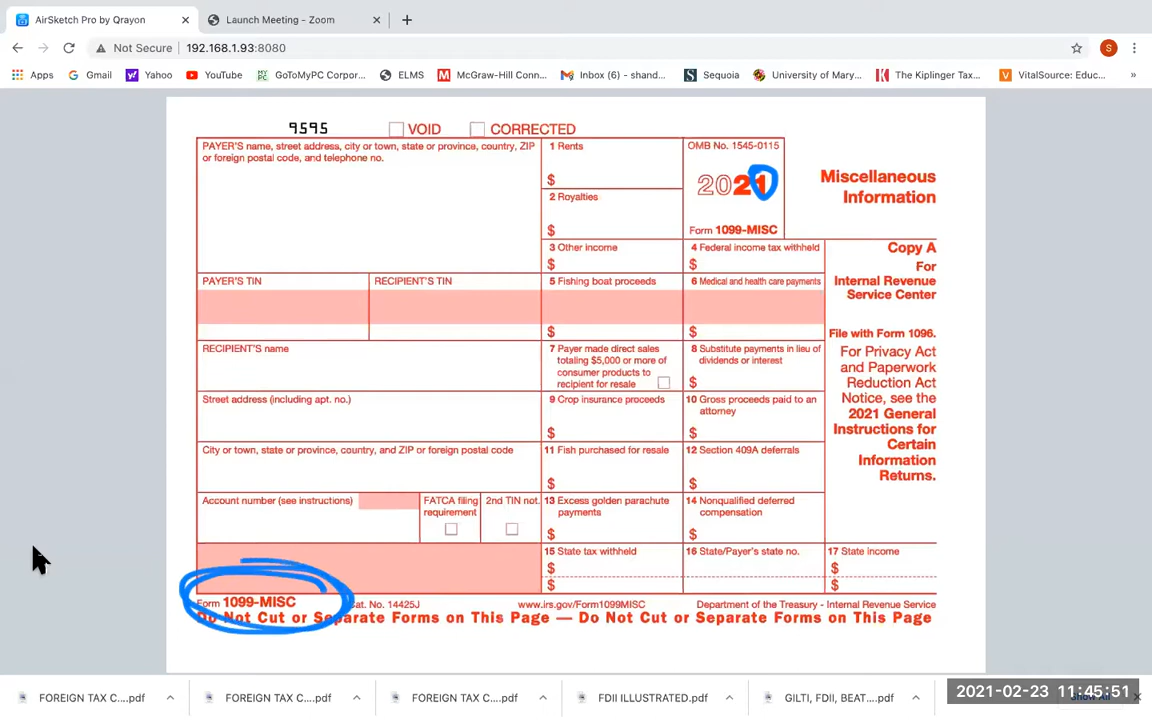 AirSketch Pro by Qrayon
Launch Meeting - Zoom
Not Secure 192.168.1.93:8080
S
Apps Gmail Yahoo YouTube GoToMyPC Corpor... ELMS McGraw-Hill Conn... Inbox (6) - shand... Sequoia University of Mary... The Kiplinger Tax... VitalSource: Educ... »
9595 VOID CORRECTED
PAYER'S name, street address, city or town, state or province, country, ZIP
or foreign postal code, and telephone no.
1 Rents
$
2 Royalties
$
OMB No. 1545-0115
2021
Form 1099-MISC
Miscellaneous
Information
3 Other income
$
4 Federal income tax withheld
$
Copy A
For
Internal Revenue
Service Center
File with Form 1096.
For Privacy Act
and Paperwork
Reduction Act
Notice, see the
2021 General
Instructions for
Certain
Information
Returns.
PAYER'S TIN
RECIPIENT'S TIN
5 Fishing boat proceeds
$
6 Medical and health care payments
$
RECIPIENT'S name
7 Payer made direct sales
totaling $5,000 or more of
consumer products to
recipient for resale
8 Substitute payments in lieu of
dividends or interest
$
Street address (including apt. no.)
9 Crop insurance proceeds
$
10 Gross proceeds paid to an
attorney
$
City or town, state or province, country, and ZIP or foreign postal code
11 Fish purchased for resale
$
12 Section 409A deferrals
$
Account number (see instructions)
FATCA filing
requirement
2nd TIN not.
13 Excess golden parachute
payments
$
14 Nonqualified deferred
compensation
$
15 State tax withheld
$
$
16 State/Payer's state no.
17 State income
$
$
Form 1099-MISC
Cat. No. 14425J
www.irs.gov/Form1099MISC
Department of the Treasury - Internal Revenue Service
Do Not Cut or Separate Forms on This Page — Do Not Cut or Separate Forms on This Page
FOREIGN TAX C....pdf
FOREIGN TAX C....pdf
FOREIGN TAX C....pdf
FDII ILLUSTRATED.pdf
GILTI, FDII, BEAT....pdf
Show All
2021-02-23 11:45:51